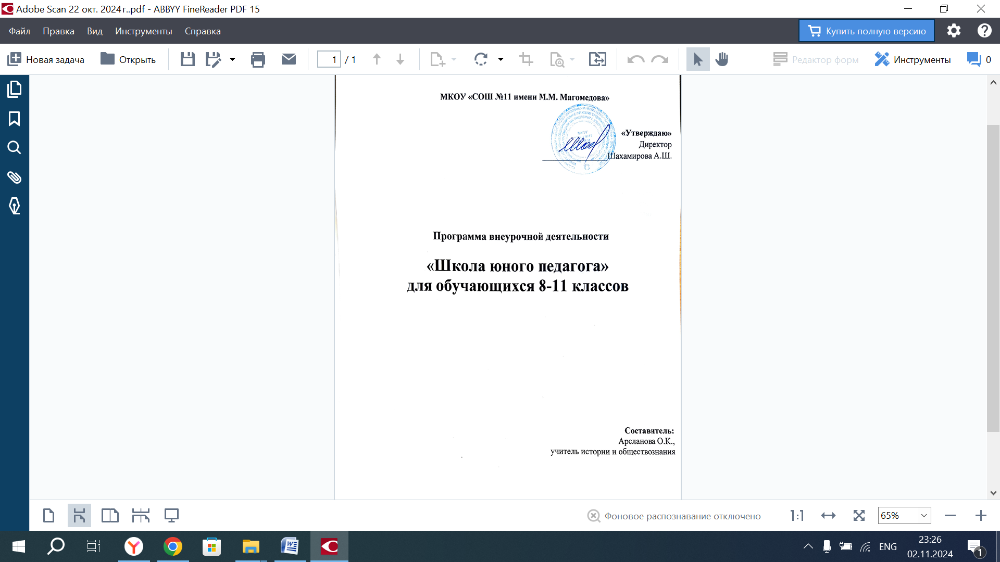 Adobe Scan 22 окт. 2024 г..pdf - ABBYY FineReader PDF 15
Файл Правка Вид Инструменты Справка
Купить полную версию
Новая задача Открыть
1 / 1
Редактор форм Инструменты 0
МКОУ «СОШ №11 имени М.М. Магомедова»
«Утверждаю»
Директор
Шахамирова А.Ш.
Программа внеурочной деятельности
«Школа юного педагога»
для обучающихся 8-11 классов
Составитель:
Арсланова О.К.,
учитель истории и обществознания
Фоновое распознавание отключено
1:1
65%
ENG
23:26
02.11.2024
1